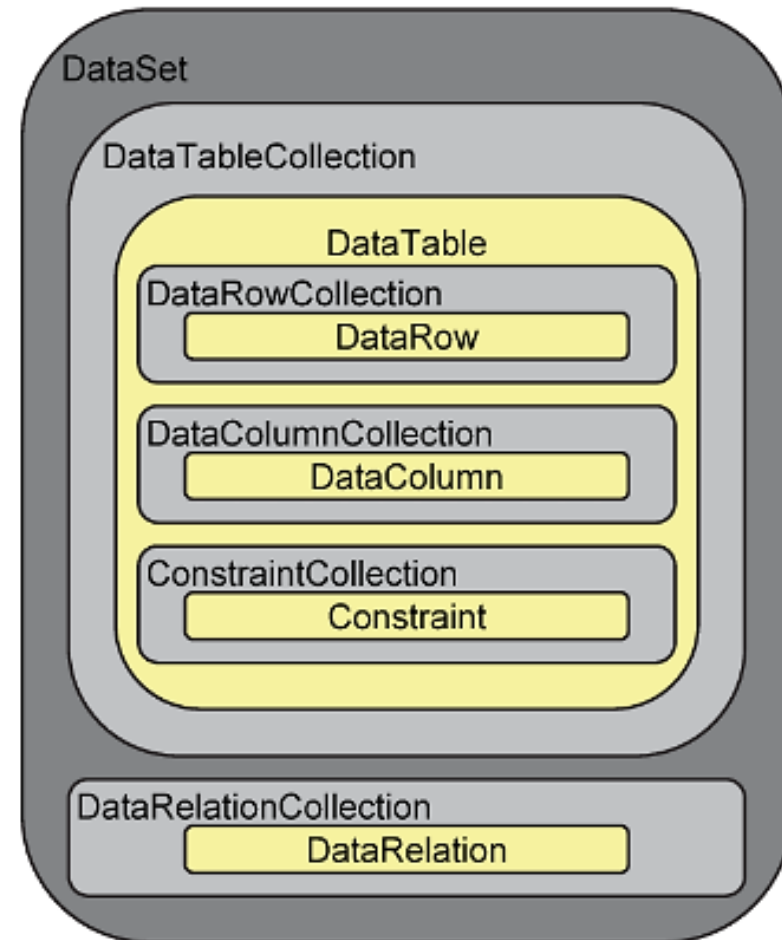 DataSet
DataTableCollection
DataTable
DataRowCollection
DataRow
DataColumnCollection
DataColumn
ConstraintCollection
Constraint
DataRelationCollection
DataRelation